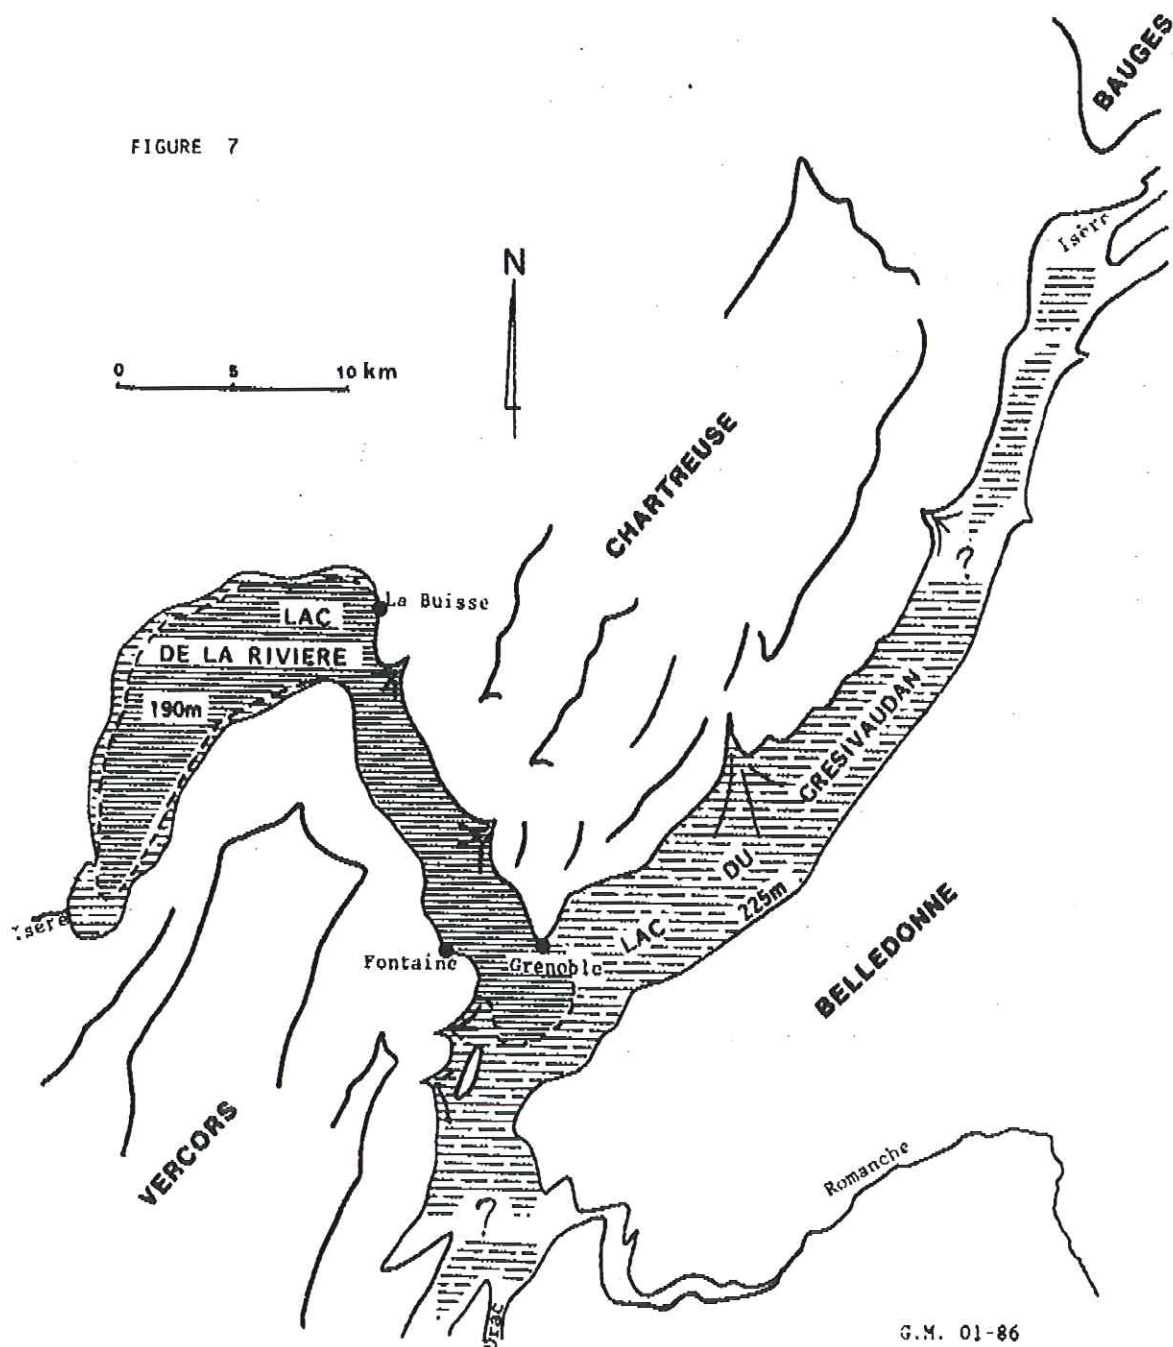 BAUGES
FIGURE 7
Isère
N
0 5 10 km
CHARTREUSE
?
La Buisse
LAC
DE LA RIVIERE
190m
LAC DU GRESIVAUDAN
225m
Isère
Fontaine
Grenoble
BELLEDONNE
VERCORS
Romanche
?
Drac
G.M. 01-86